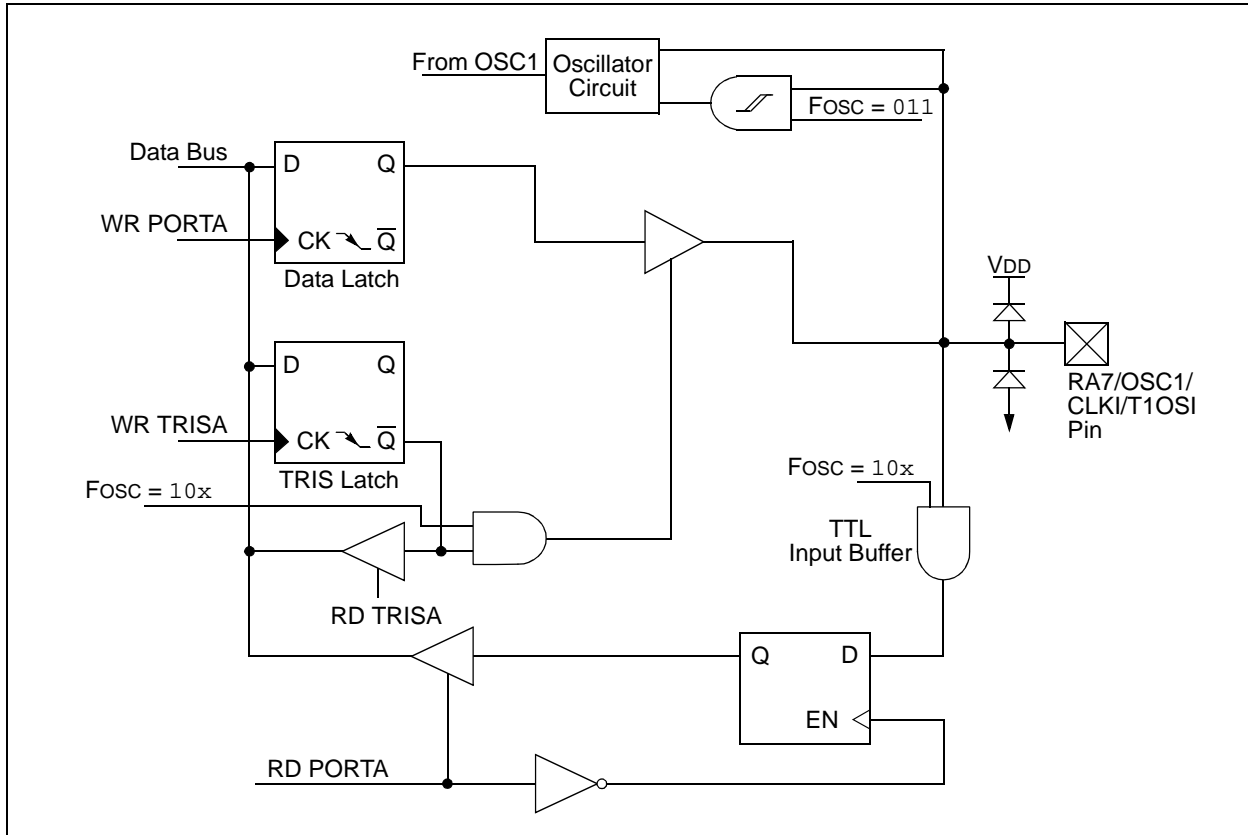 From OSC1
Oscillator
Circuit
FOSC = 011
Data Bus
D
Q
WR PORTA
CK
Q
Data Latch
VDD
D
Q
RA7/OSC1/
CLKI/T1OSI
Pin
WR TRISA
CK
Q
TRIS Latch
FOSC = 10x
FOSC = 10x
TTL
Input Buffer
RD TRISA
Q
D
EN
RD PORTA